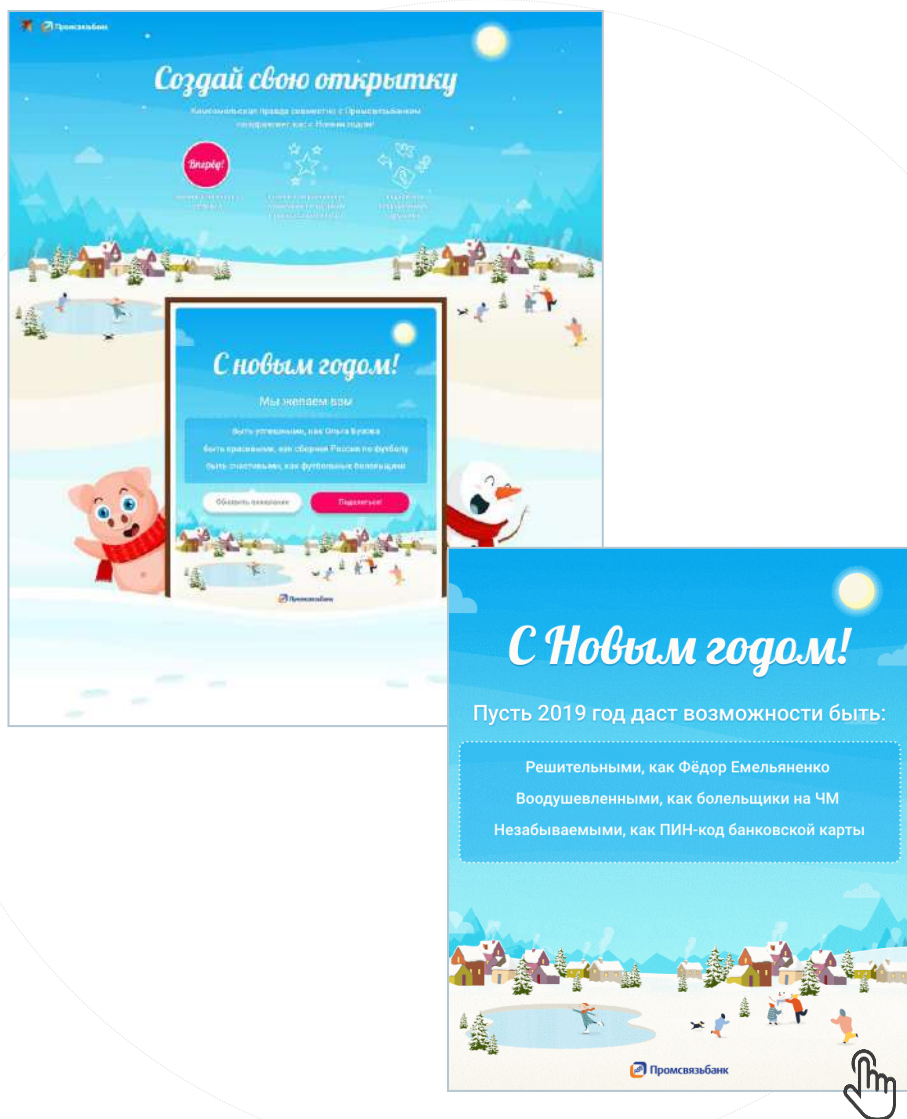 Промсвязьбанк
Создай свою открытку
Комсомольская правда совместно с Промсвязьбанком
поздравляет вас с Новым годом!
Вперёд!
С новым годом!
Мы желаем вам
быть успешными, как Ольга Бузова
быть красивыми, как сборная России по футболу
быть счастливыми, как футбольные болельщики
Обновить пожелание
Поделиться!
Промсвязьбанк
С Новым годом!
Пусть 2019 год даст возможности быть:
Решительными, как Фёдор Емельяненко
Воодушевленными, как болельщики на ЧМ
Незабываемыми, как ПИН-код банковской карты
Промсвязьбанк